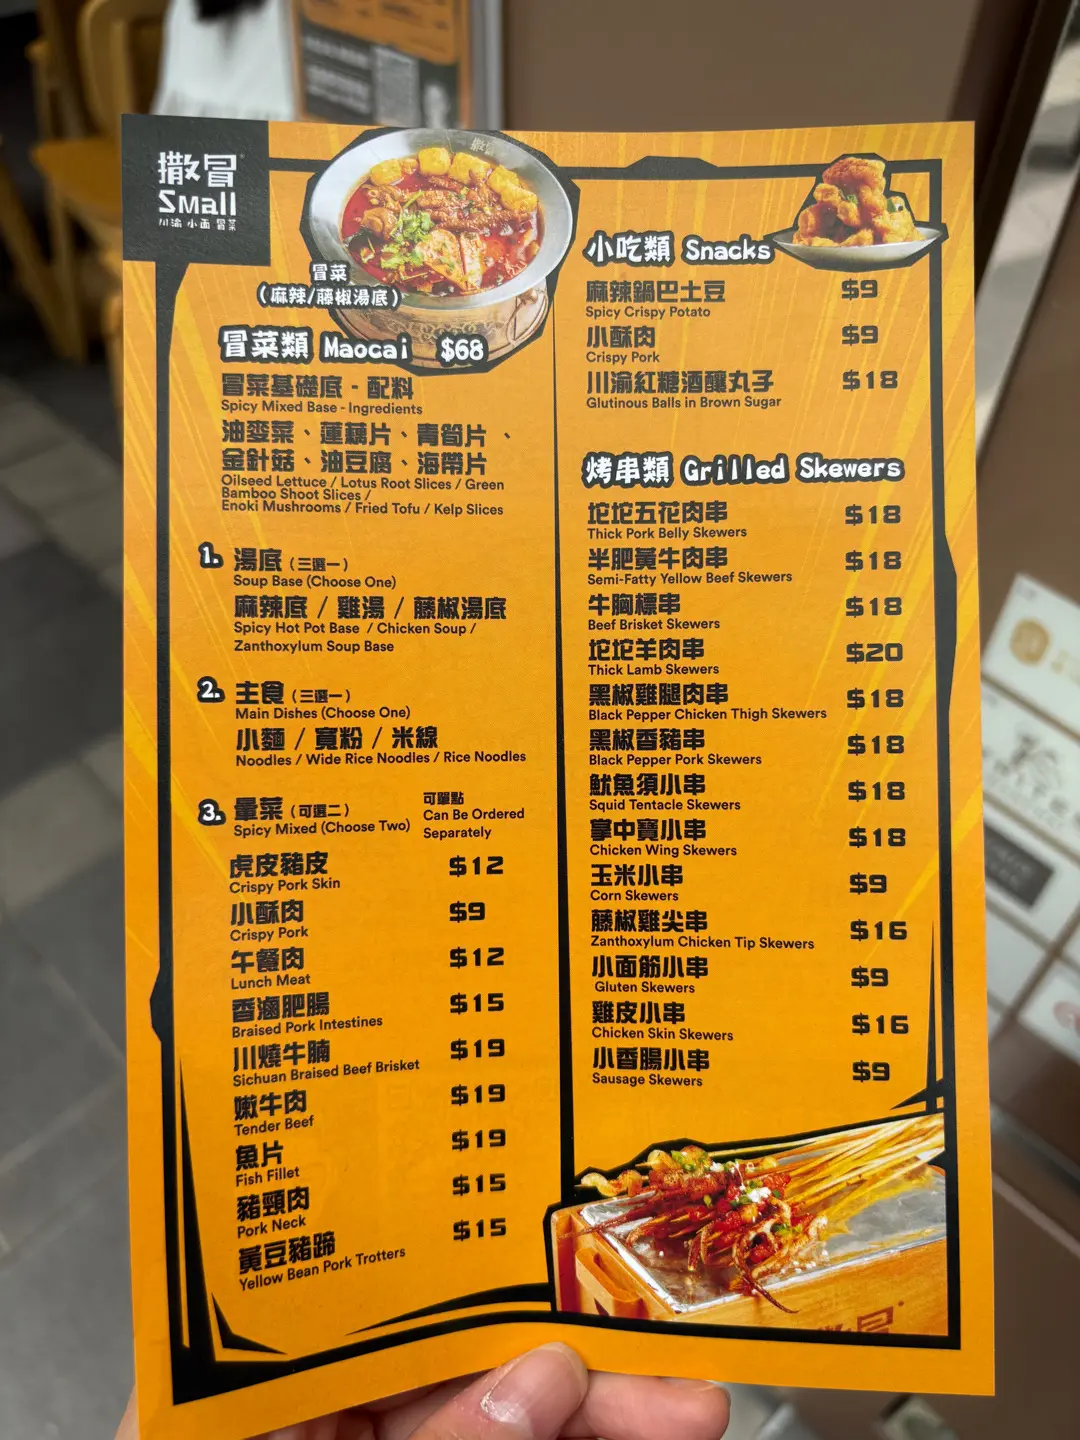 撒冒
Small
川渝 小面 冒菜
冒菜
(麻辣/藤椒湯底)
冒菜類 Maocai $68
冒菜基礎底 - 配料
Spicy Mixed Base - Ingredients
油麥菜、蓮藕片、青筍片、
金針菇、油豆腐、海帶片
Oilseed Lettuce / Lotus Root Slices / Green
Bamboo Shoot Slices /
Enoki Mushrooms / Fried Tofu / Kelp Slices
1. 湯底 (三選一)
Soup Base (Choose One)
麻辣底 / 雞湯 / 藤椒湯底
Spicy Hot Pot Base / Chicken Soup /
Zanthoxylum Soup Base
2. 主食 (三選一)
Main Dishes (Choose One)
小麵 / 寬粉 / 米線
Noodles / Wide Rice Noodles / Rice Noodles
3. 暈菜 (可選二)
Spicy Mixed (Choose Two)
可單點
Can Be Ordered
Separately
虎皮豬皮 $12
Crispy Pork Skin
小酥肉 $9
Crispy Pork
午餐肉 $12
Lunch Meat
香滷肥腸 $15
Braised Pork Intestines
川燒牛腩 $19
Sichuan Braised Beef Brisket
嫩牛肉 $19
Tender Beef
魚片 $19
Fish Fillet
豬頸肉 $15
Pork Neck
黃豆豬蹄 $15
Yellow Bean Pork Trotters
小吃類 Snacks
麻辣鍋巴土豆 $9
Spicy Crispy Potato
小酥肉 $9
Crispy Pork
川渝紅糖酒釀丸子 $18
Glutinous Balls in Brown Sugar
烤串類 Grilled Skewers
坨坨五花肉串 $18
Thick Pork Belly Skewers
半肥黃牛肉串 $18
Semi-Fatty Yellow Beef Skewers
牛胸標串 $18
Beef Brisket Skewers
坨坨羊肉串 $20
Thick Lamb Skewers
黑椒雞腿肉串 $18
Black Pepper Chicken Thigh Skewers
黑椒香豬串 $18
Black Pepper Pork Skewers
魷魚須小串 $18
Squid Tentacle Skewers
掌中寶小串 $18
Chicken Wing Skewers
玉米小串 $9
Corn Skewers
藤椒雞尖串 $16
Zanthoxylum Chicken Tip Skewers
小面筋小串 $9
Gluten Skewers
雞皮小串 $16
Chicken Skin Skewers
小香腸小串 $9
Sausage Skewers